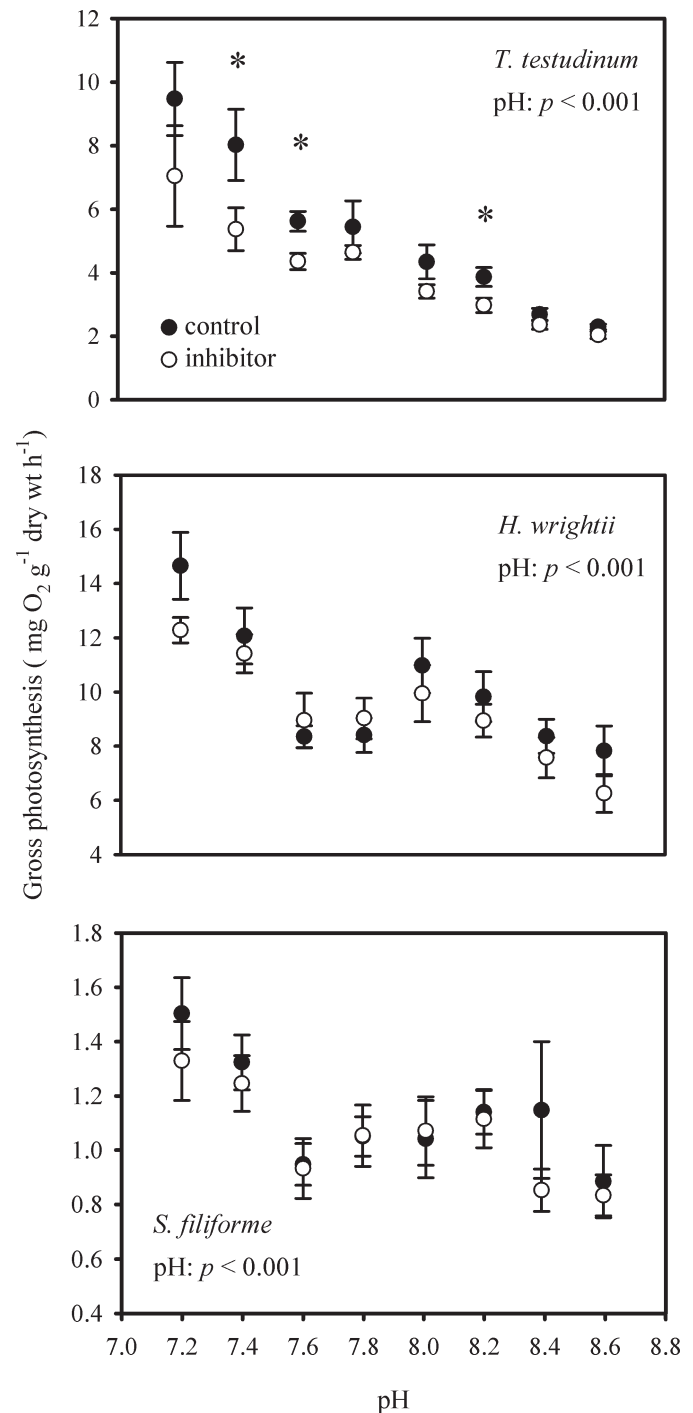 Gross photosynthesis ( mg O₂ g⁻¹ dry wt h⁻¹)
12
10
8
6
4
2
0
*
*
*
T. testudinum
pH: p < 0.001
control
inhibitor
18
16
14
12
10
8
6
4
H. wrightii
pH: p < 0.001
1.8
1.6
1.4
1.2
1.0
0.8
0.6
0.4
S. filiforme
pH: p < 0.001
7.0 7.2 7.4 7.6 7.8 8.0 8.2 8.4 8.6 8.8
pH